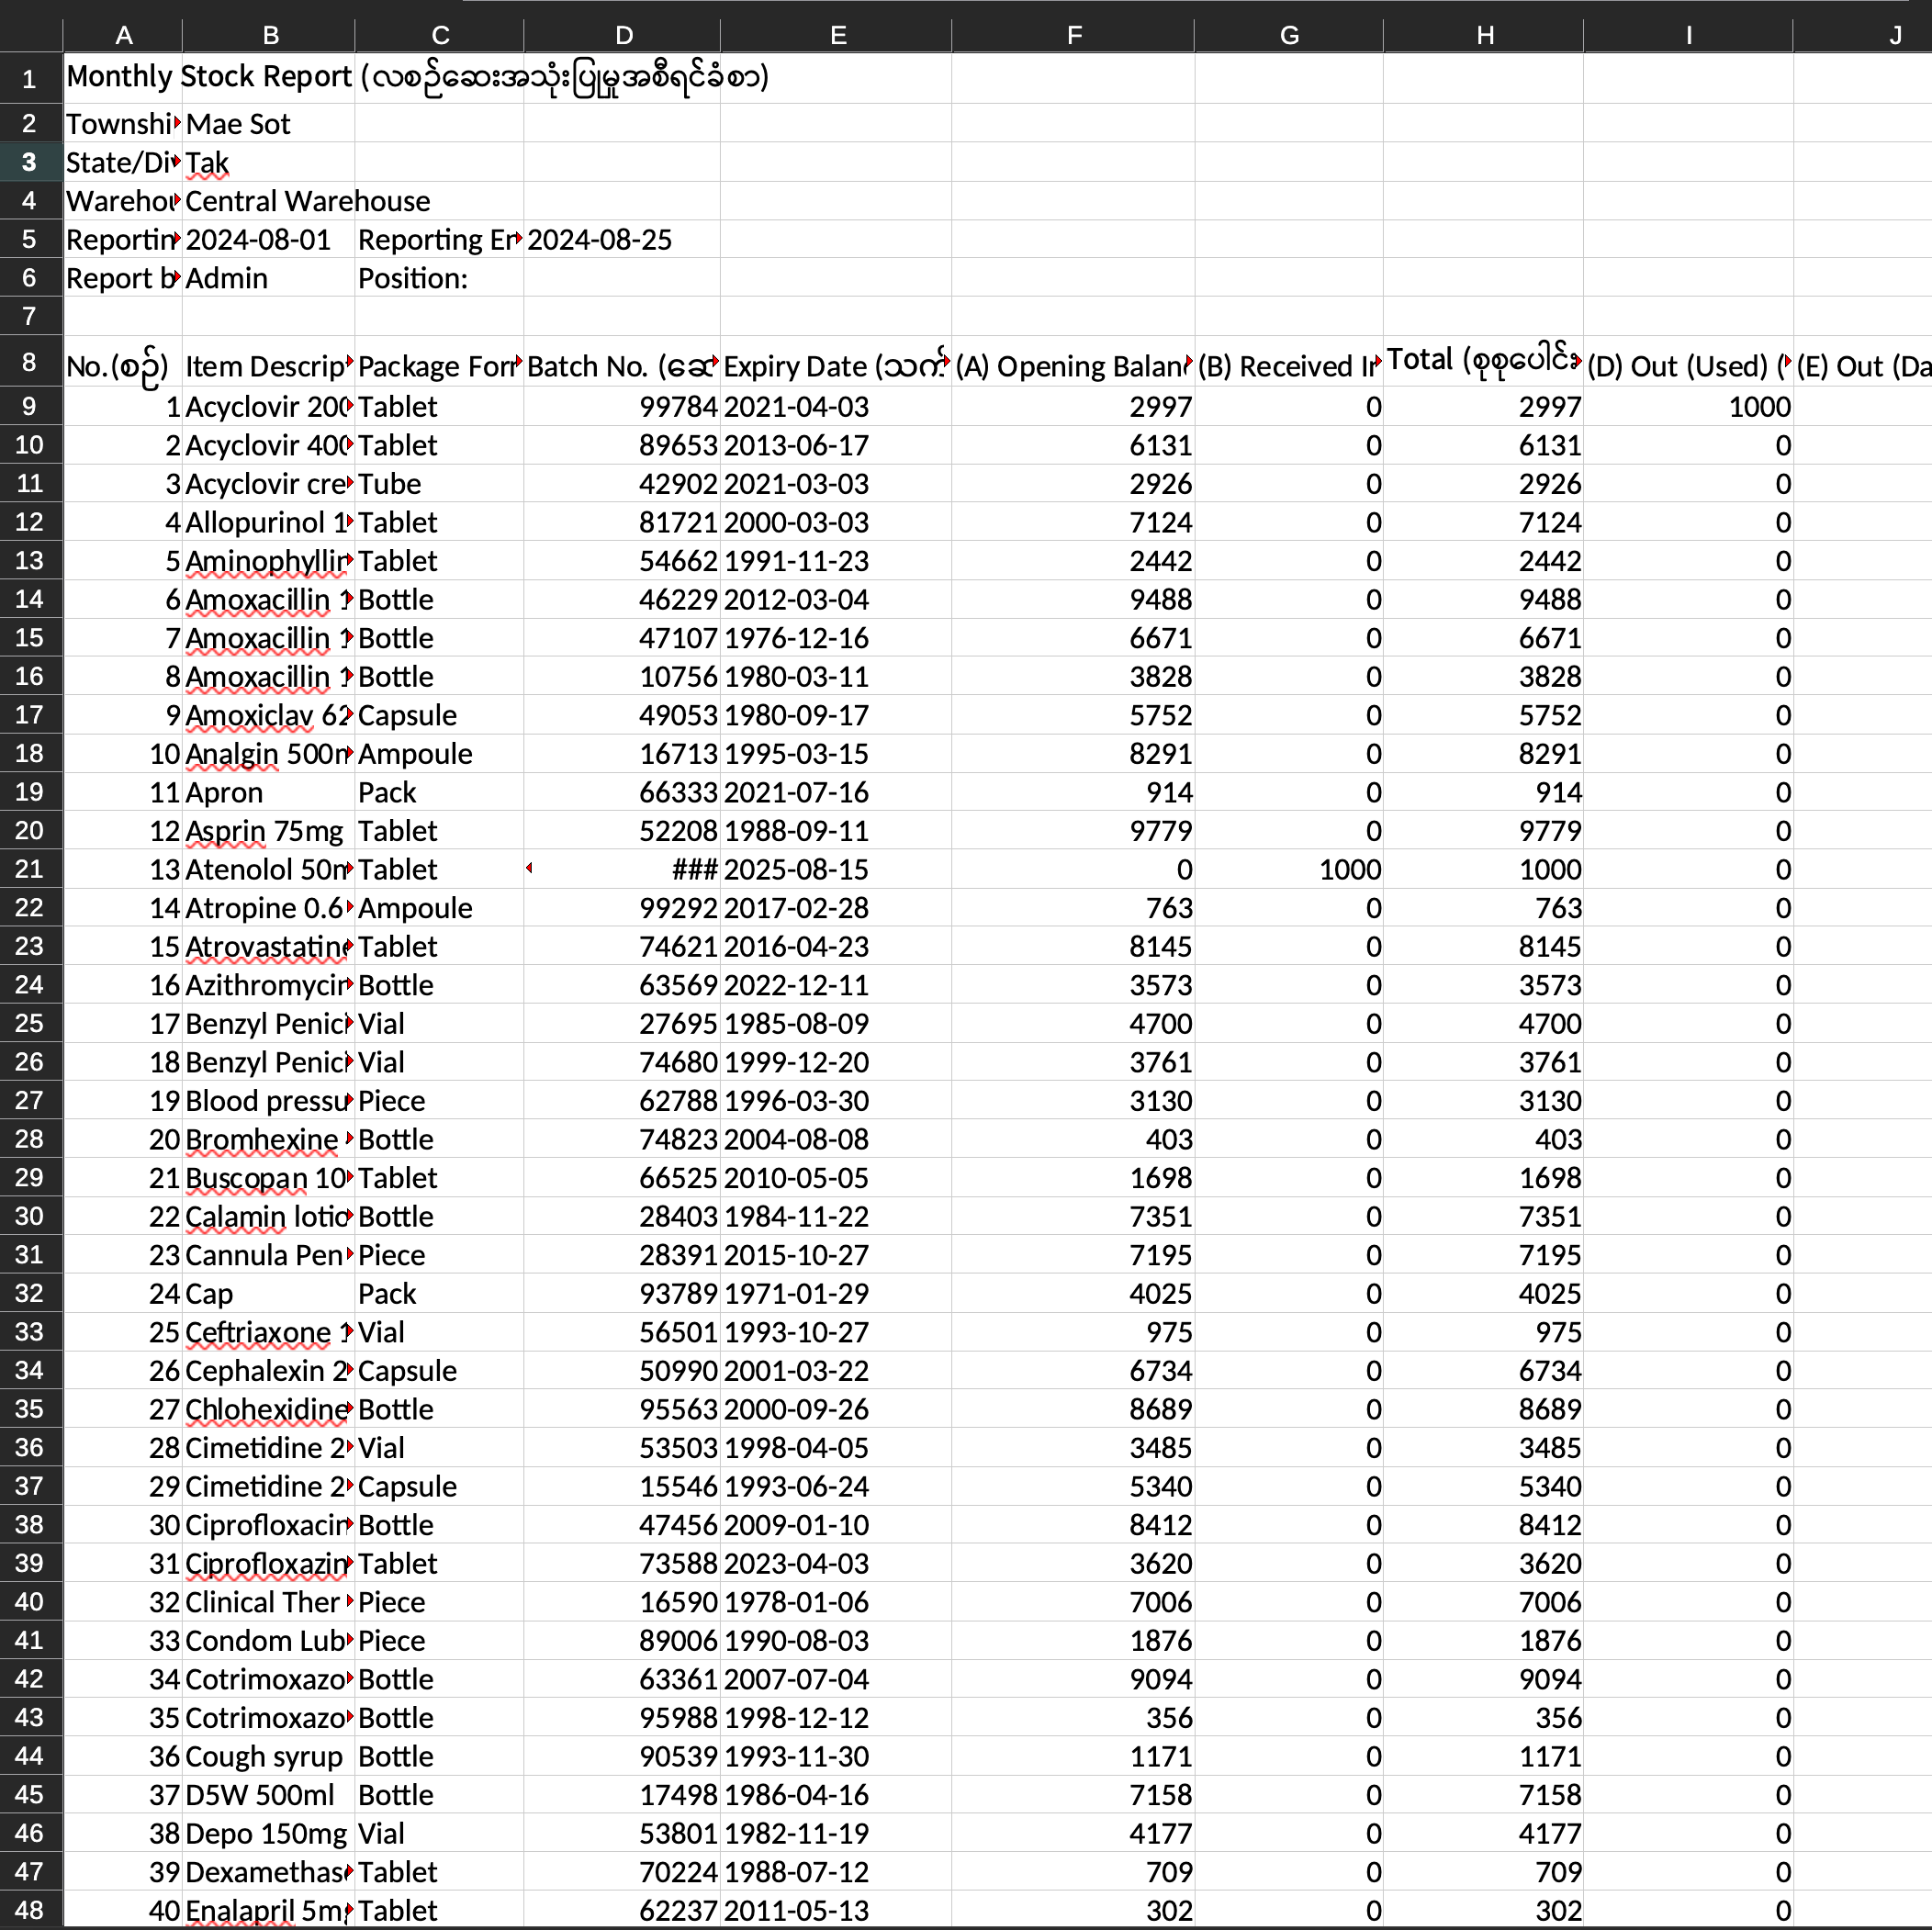 A B C D E F G H I J
1 Monthly Stock Report (လစဉ်ဆေးအသုံးပြုမှုအစီရင်ခံစာ)
2 Townshi Mae Sot
3 State/Di Tak
4 Warehou Central Warehouse
5 Reportin 2024-08-01 Reporting En 2024-08-25
6 Report b Admin Position:
7
8 No.(စဉ်) Item Descrip Package For Batch No. (ဆေ Expiry Date (သက် (A) Opening Balan (B) Received In Total (စုစုပေါင်း (D) Out (Used) ( (E) Out (Da
9 1 Acyclovir 200 Tablet 99784 2021-04-03 2997 0 2997 1000
10 2 Acyclovir 400 Tablet 89653 2013-06-17 6131 0 6131 0
11 3 Acyclovir cre Tube 42902 2021-03-03 2926 0 2926 0
12 4 Allopurinol 1 Tablet 81721 2000-03-03 7124 0 7124 0
13 5 Aminophyllin Tablet 54662 1991-11-23 2442 0 2442 0
14 6 Amoxacillin 1 Bottle 46229 2012-03-04 9488 0 9488 0
15 7 Amoxacillin 1 Bottle 47107 1976-12-16 6671 0 6671 0
16 8 Amoxacillin 1 Bottle 10756 1980-03-11 3828 0 3828 0
17 9 Amoxiclav 62 Capsule 49053 1980-09-17 5752 0 5752 0
18 10 Analgin 500m Ampoule 16713 1995-03-15 8291 0 8291 0
19 11 Apron Pack 66333 2021-07-16 914 0 914 0
20 12 Asprin 75mg Tablet 52208 1988-09-11 9779 0 9779 0
21 13 Atenolol 50m Tablet ### 2025-08-15 0 1000 1000 0
22 14 Atropine 0.6 Ampoule 99292 2017-02-28 763 0 763 0
23 15 Atrovastatine Tablet 74621 2016-04-23 8145 0 8145 0
24 16 Azithromycin Bottle 63569 2022-12-11 3573 0 3573 0
25 17 Benzyl Penici Vial 27695 1985-08-09 4700 0 4700 0
26 18 Benzyl Penici Vial 74680 1999-12-20 3761 0 3761 0
27 19 Blood pressu Piece 62788 1996-03-30 3130 0 3130 0
28 20 Bromhexine Bottle 74823 2004-08-08 403 0 403 0
29 21 Buscopan 10 Tablet 66525 2010-05-05 1698 0 1698 0
30 22 Calamin lotio Bottle 28403 1984-11-22 7351 0 7351 0
31 23 Cannula Pen Piece 28391 2015-10-27 7195 0 7195 0
32 24 Cap Pack 93789 1971-01-29 4025 0 4025 0
33 25 Ceftriaxone 1 Vial 56501 1993-10-27 975 0 975 0
34 26 Cephalexin 2 Capsule 50990 2001-03-22 6734 0 6734 0
35 27 Chlohexidine Bottle 95563 2000-09-26 8689 0 8689 0
36 28 Cimetidine 2 Vial 53503 1998-04-05 3485 0 3485 0
37 29 Cimetidine 2 Capsule 15546 1993-06-24 5340 0 5340 0
38 30 Ciprofloxacin Bottle 47456 2009-01-10 8412 0 8412 0
39 31 Ciprofloxazin Tablet 73588 2023-04-03 3620 0 3620 0
40 32 Clinical Ther Piece 16590 1978-01-06 7006 0 7006 0
41 33 Condom Lub Piece 89006 1990-08-03 1876 0 1876 0
42 34 Cotrimoxazo Bottle 63361 2007-07-04 9094 0 9094 0
43 35 Cotrimoxazo Bottle 95988 1998-12-12 356 0 356 0
44 36 Cough syrup Bottle 90539 1993-11-30 1171 0 1171 0
45 37 D5W 500ml Bottle 17498 1986-04-16 7158 0 7158 0
46 38 Depo 150mg Vial 53801 1982-11-19 4177 0 4177 0
47 39 Dexamethas Tablet 70224 1988-07-12 709 0 709 0
48 40 Enalapril 5mg Tablet 62237 2011-05-13 302 0 302 0